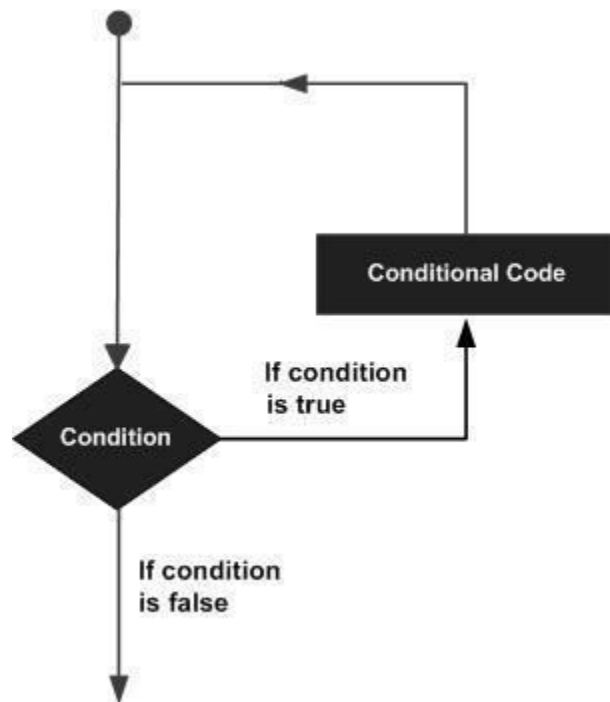 Conditional Code
If condition
is true
Condition
If condition
is false